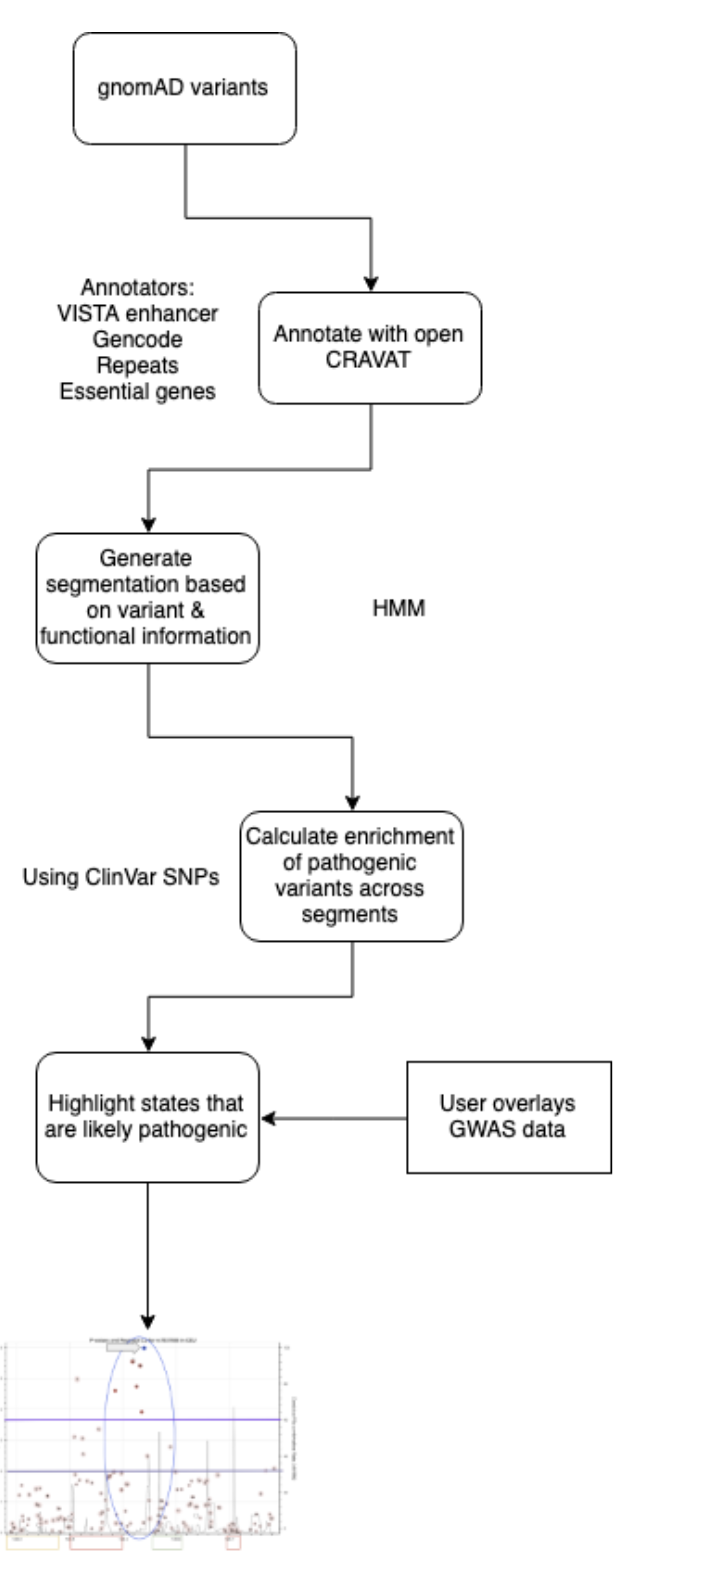 gnomAD variants
Annotators:
VISTA enhancer
Gencode
Repeats
Essential genes
Annotate with open
CRAVAT
Generate
segmentation based
on variant &
functional information
HMM
Using ClinVar SNPs
Calculate enrichment
of pathogenic
variants across
segments
Highlight states that
are likely pathogenic
User overlays
GWAS data